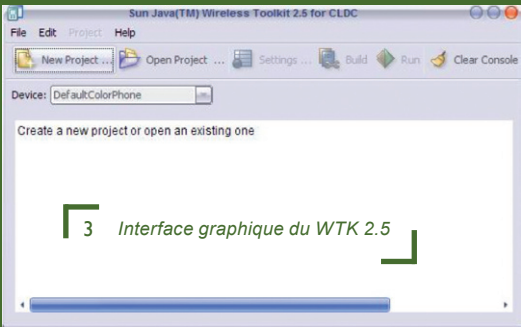 Sun Java(TM) Wireless Toolkit 2.5 for CLDC
File Edit Project Help
New Project ... Open Project ... Settings ... Build Run Clear Console
Device: DefaultColorPhone
Create a new project or open an existing one
3 Interface graphique du WTK 2.5